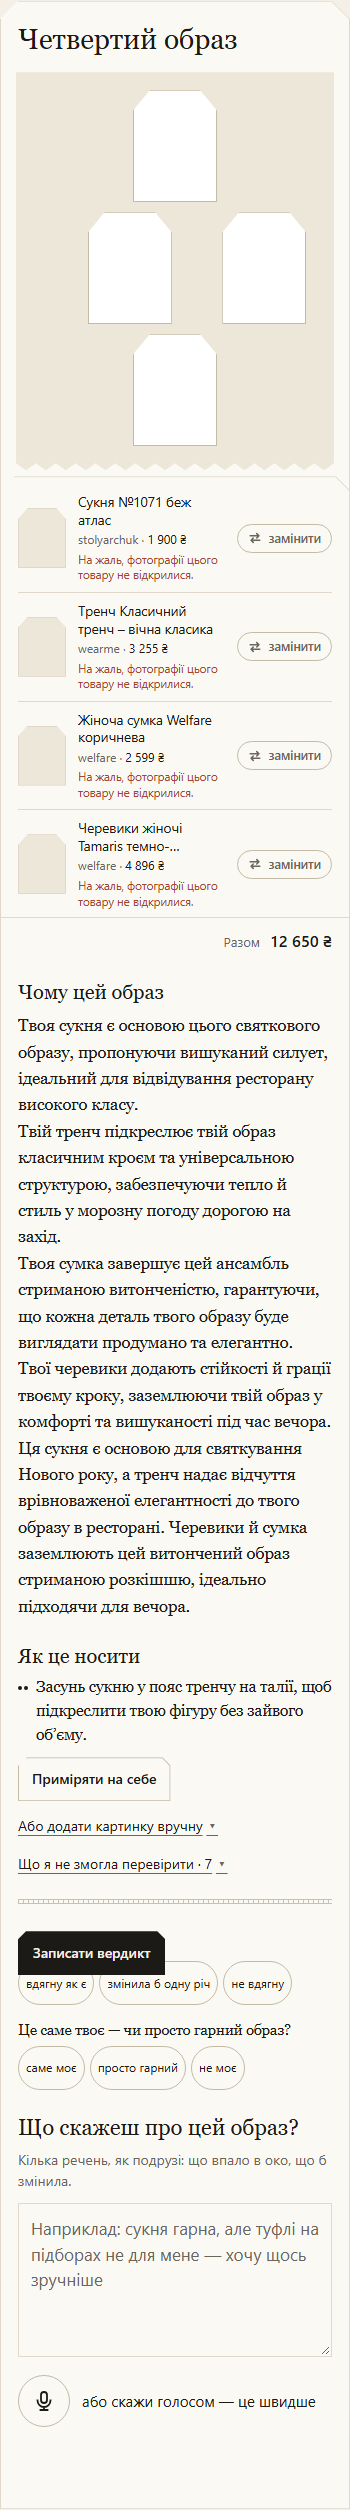 Четвертий образ
Сукня №1071 беж
атлас
stolyarchuk · 1 900 ₴
На жаль, фотографії цього
товару не відкрилися.
замінити
Тренч Класичний
тренч – вічна класика
wearme · 3 255 ₴
На жаль, фотографії цього
товару не відкрилися.
замінити
Жіноча сумка Welfare
коричнева
welfare · 2 599 ₴
На жаль, фотографії цього
товару не відкрилися.
замінити
Черевики жіночі
Tamaris темно-...
welfare · 4 896 ₴
На жаль, фотографії цього
товару не відкрилися.
замінити
Разом 12 650 ₴
Чому цей образ
Твоя сукня є основою цього святкового
образу, пропонуючи вишуканий силует,
ідеальний для відвідування ресторану
високого класу.
Твій тренч підкреслює твій образ
класичним кроєм та універсальною
структурою, забезпечуючи тепло й
стиль у морозну погоду дорогою на
захід.
Твоя сумка завершує цей ансамбль
стриманою витонченістю, гарантуючи,
що кожна деталь твого образу буде
виглядати продумано та елегантно.
Твої черевики додають стійкості й грації
твоєму кроку, заземлюючи твій образ у
комфорті та вишуканості під час вечора.
Ця сукня є основою для святкування
Нового року, а тренч надає відчуття
врівноваженої елегантності до твого
образу в ресторані. Черевики й сумка
заземлюють цей витончений образ
стриманою розкішшю, ідеально
підходячи для вечора.
Як це носити
Засунь сукню у пояс тренчу на талії, щоб
підкреслити твою фігуру без зайвого
об’єму.
Приміряти на себе
Або додати картинку вручну
Що я не змогла перевірити · 7
Записати вердикт
вдягну як є змінила б одну річ не вдягну
Це саме твоє — чи просто гарний образ?
саме моє просто гарний не моє
Що скажеш про цей образ?
Кілька речень, як подрузі: що впало в око, що б
змінила.
Наприклад: сукня гарна, але туфлі на
підборах не для мене — хочу щось
зручніше
або скажи голосом — це швидше